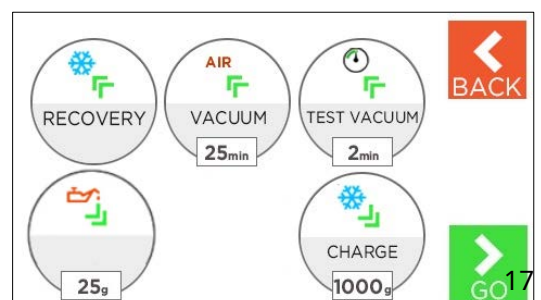 AIR
BACK
RECOVERY
VACUUM
TEST VACUUM
25min
2min
CHARGE
25g
1000g
GO
17